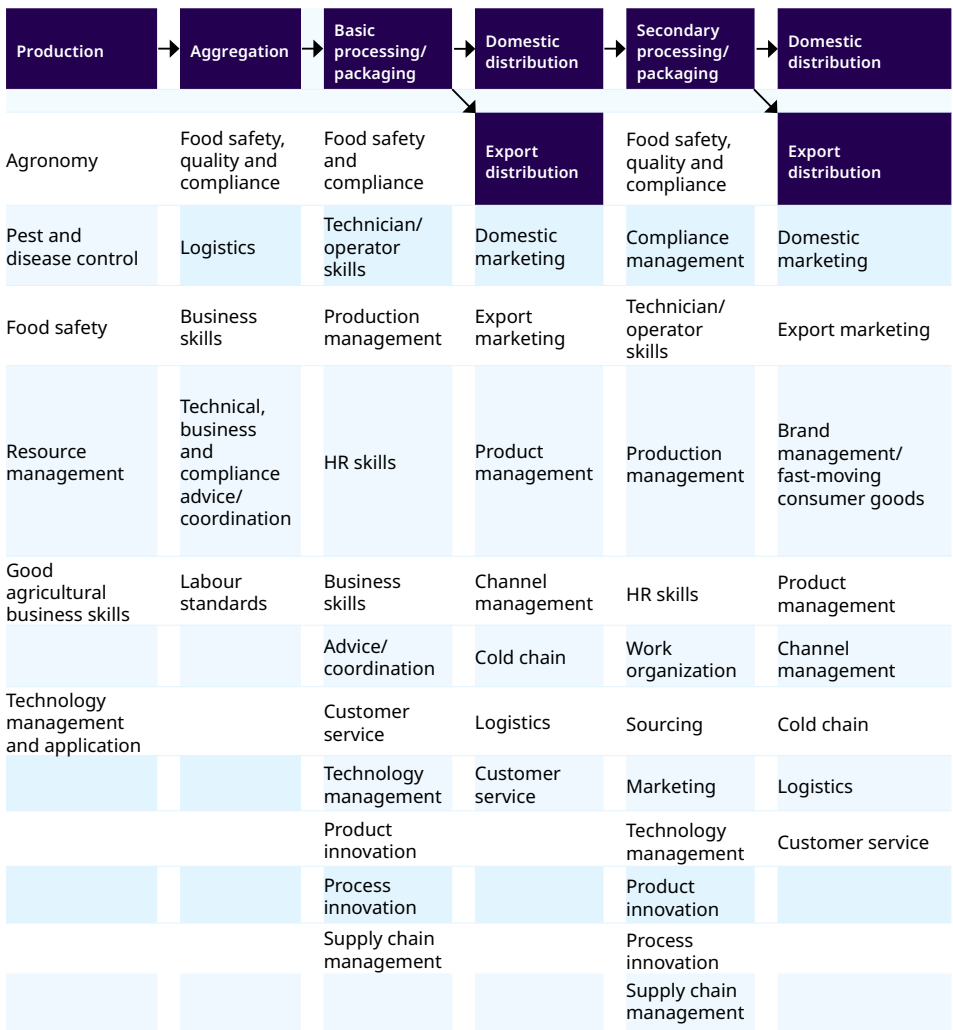 Production
Aggregation
Basic
processing/
packaging
Domestic
distribution
Secondary
processing/
packaging
Domestic
distribution
Agronomy
Food safety,
quality and
compliance
Food safety
and
compliance
Export
distribution
Food safety,
quality and
compliance
Export
distribution
Pest and
disease control
Logistics
Technician/
operator
skills
Domestic
marketing
Compliance
management
Domestic
marketing
Food safety
Business
skills
Production
management
Export
marketing
Technician/
operator
skills
Export marketing
Resource
management
Technical,
business
and
compliance
advice/
coordination
HR skills
Product
management
Production
management
Brand
management/
fast-moving
consumer goods
Good
agricultural
business skills
Labour
standards
Business
skills
Channel
management
HR skills
Product
management
Advice/
coordination
Cold chain
Work
organization
Channel
management
Technology
management
and application
Customer
service
Logistics
Sourcing
Cold chain
Technology
management
Customer
service
Marketing
Logistics
Product
innovation
Technology
management
Customer service
Process
innovation
Product
innovation
Supply chain
management
Process
innovation
Supply chain
management